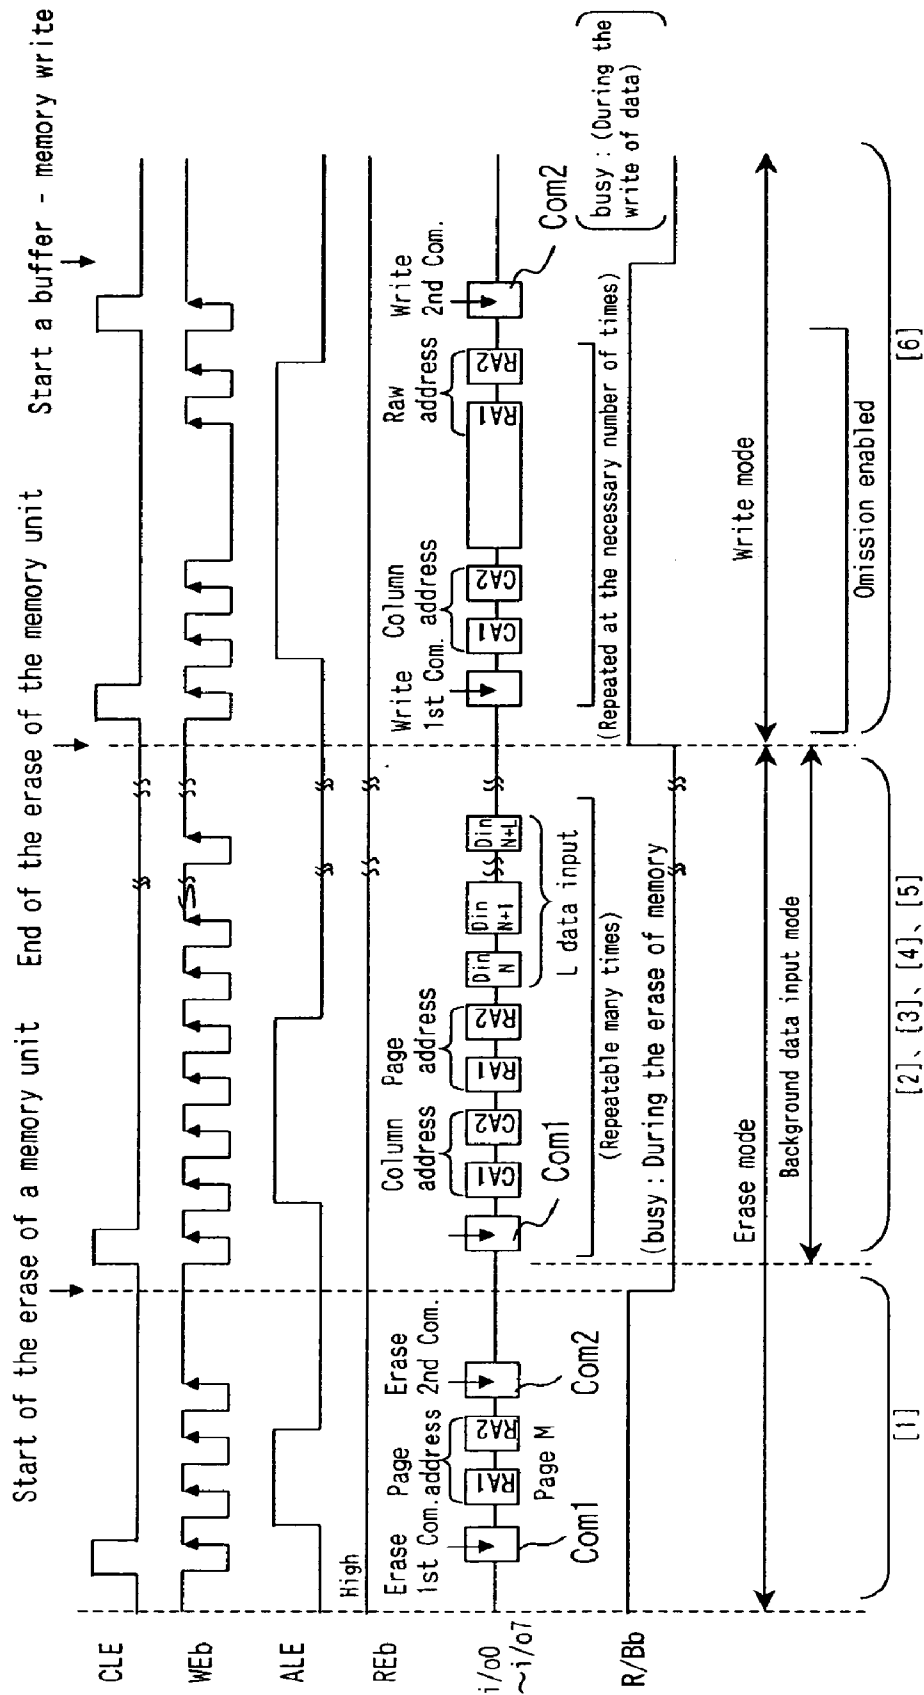 Start of the erase of a memory unit
End of the erase of the memory unit
Start a buffer - memory write
CLE
WEb
ALE
REb
High
Erase
1st Com.
Page
address
Erase
2nd Com.
Column
address
Page
address
Write
1st Com.
Column
address
Raw
address
Write
2nd Com.
i/o0
~i/o7
RA1
RA2
CA1
CA2
RA1
RA2
Din
N
Din
N+1
Din
N+L
CA1
CA2
RA1
RA2
Com1
Page M
Com2
Com1
L data input
Com2
(Repeatable many times)
(Repeated at the necessary number of times)
busy : (During the
write of data)
R/Bb
(busy : During the erase of memory
Erase mode
Write mode
Background data input mode
Omission enabled
[1]
[2]、[3]、[4]、[5]
[6]